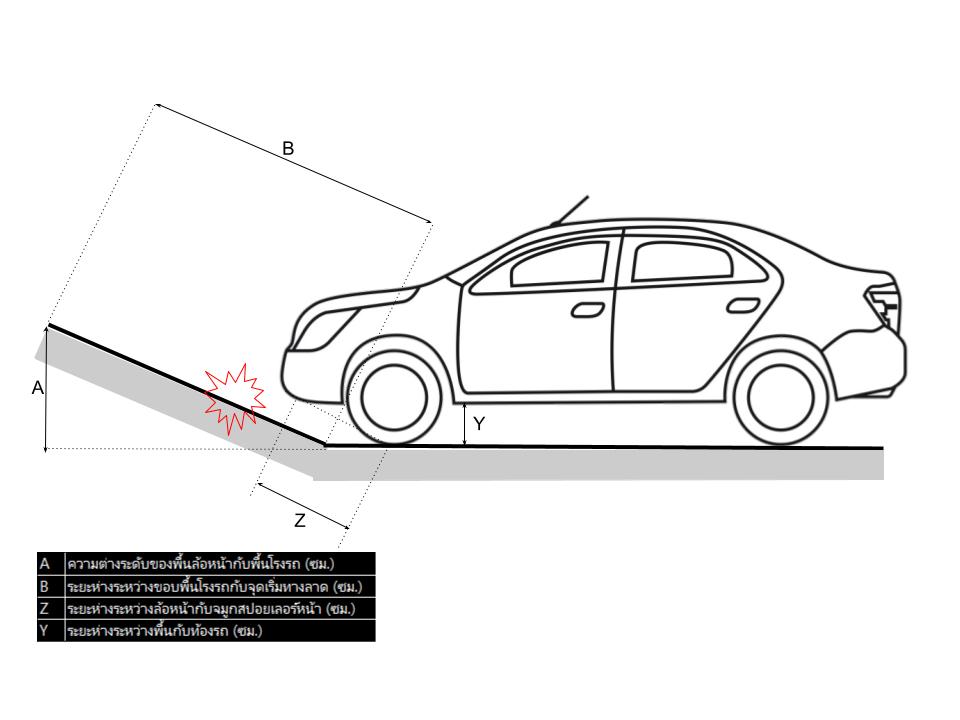 B
A
Y
Z
A ความต่างระดับของพื้นล้อหน้ากับพื้นโรงรถ (ซม.)
B ระยะห่างระหว่างขอบพื้นโรงรถกับจุดเริ่มทางลาด (ซม.)
Z ระยะห่างระหว่างล้อหน้ากับจมูกสปอยเลอร์หน้า (ซม.)
Y ระยะห่างระหว่างพื้นกับท้องรถ (ซม.)